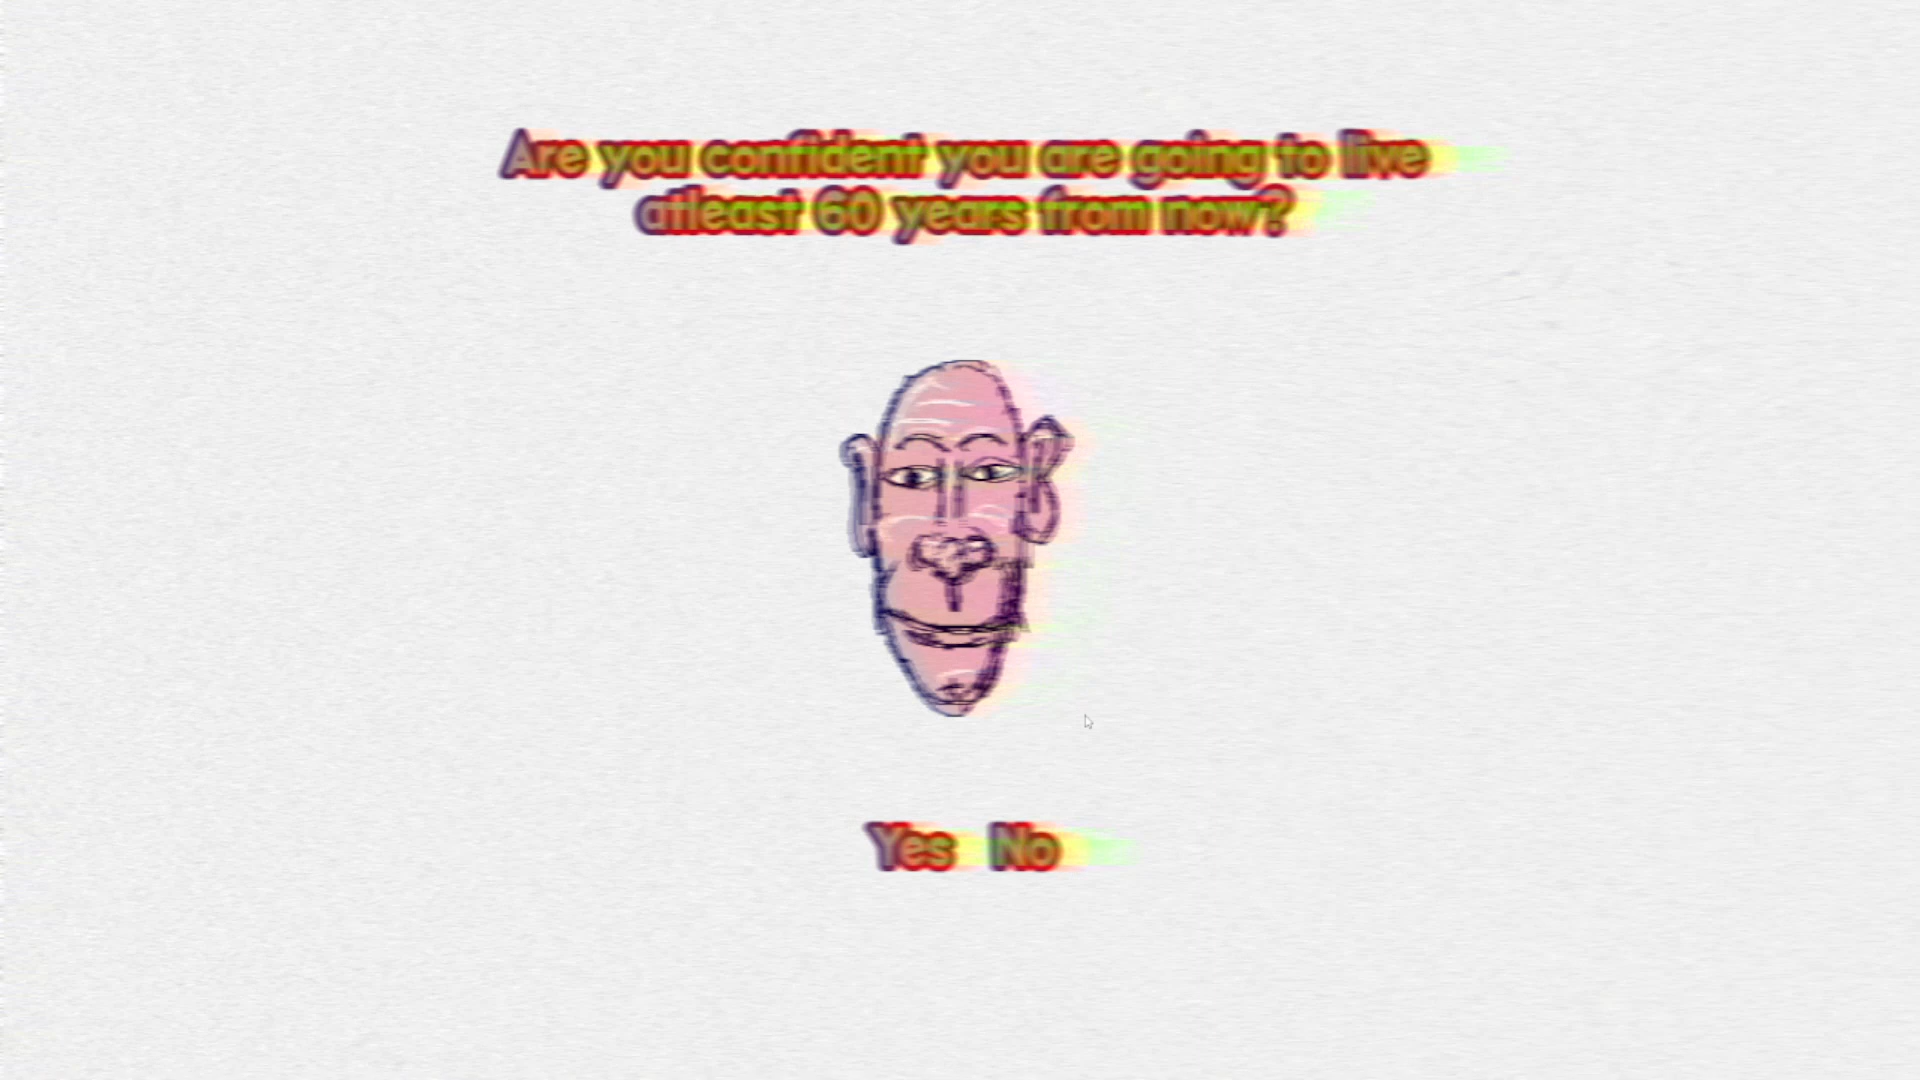 Are you confident you are going to live
atleast 60 years from now?
Yes No